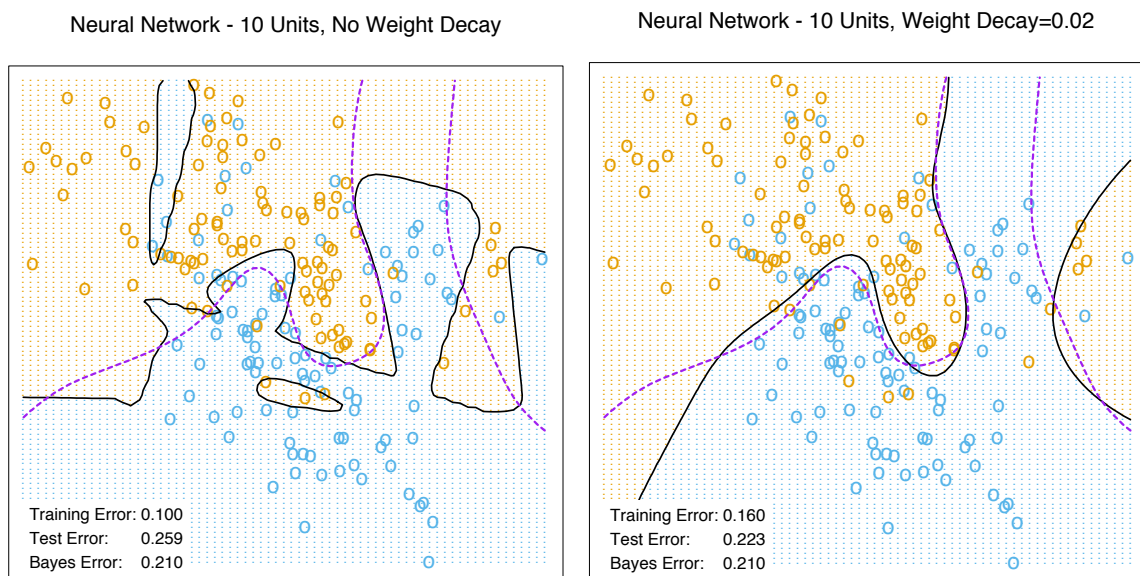 Neural Network - 10 Units, No Weight Decay
Training Error: 0.100
Test Error: 0.259
Bayes Error: 0.210
Neural Network - 10 Units, Weight Decay=0.02
Training Error: 0.160
Test Error: 0.223
Bayes Error: 0.210